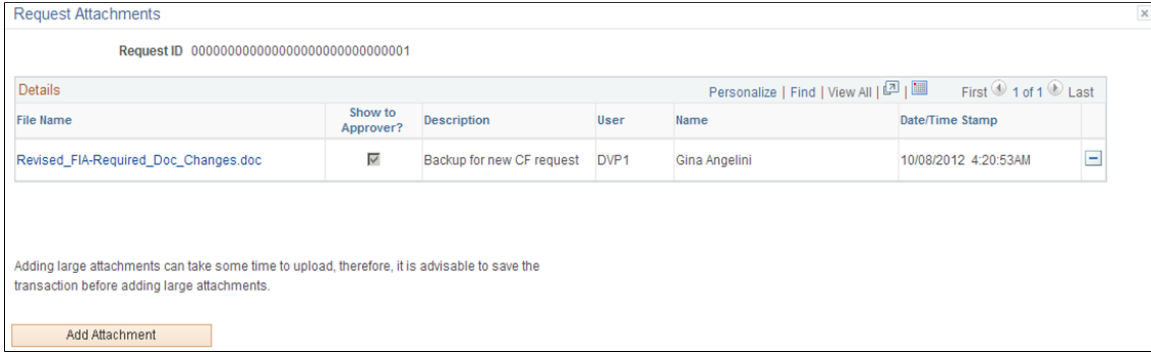 Request Attachments
Request ID 000000000000000000000000000001
Details Personalize | Find | View All | | First 1 of 1 Last
File Name Show to Approver? Description User Name Date/Time Stamp
Revised_FIA-Required_Doc_Changes.doc Backup for new CF request DVP1 Gina Angelini 10/08/2012 4:20:53AM
Adding large attachments can take some time to upload, therefore, it is advisable to save the
transaction before adding large attachments.
Add Attachment